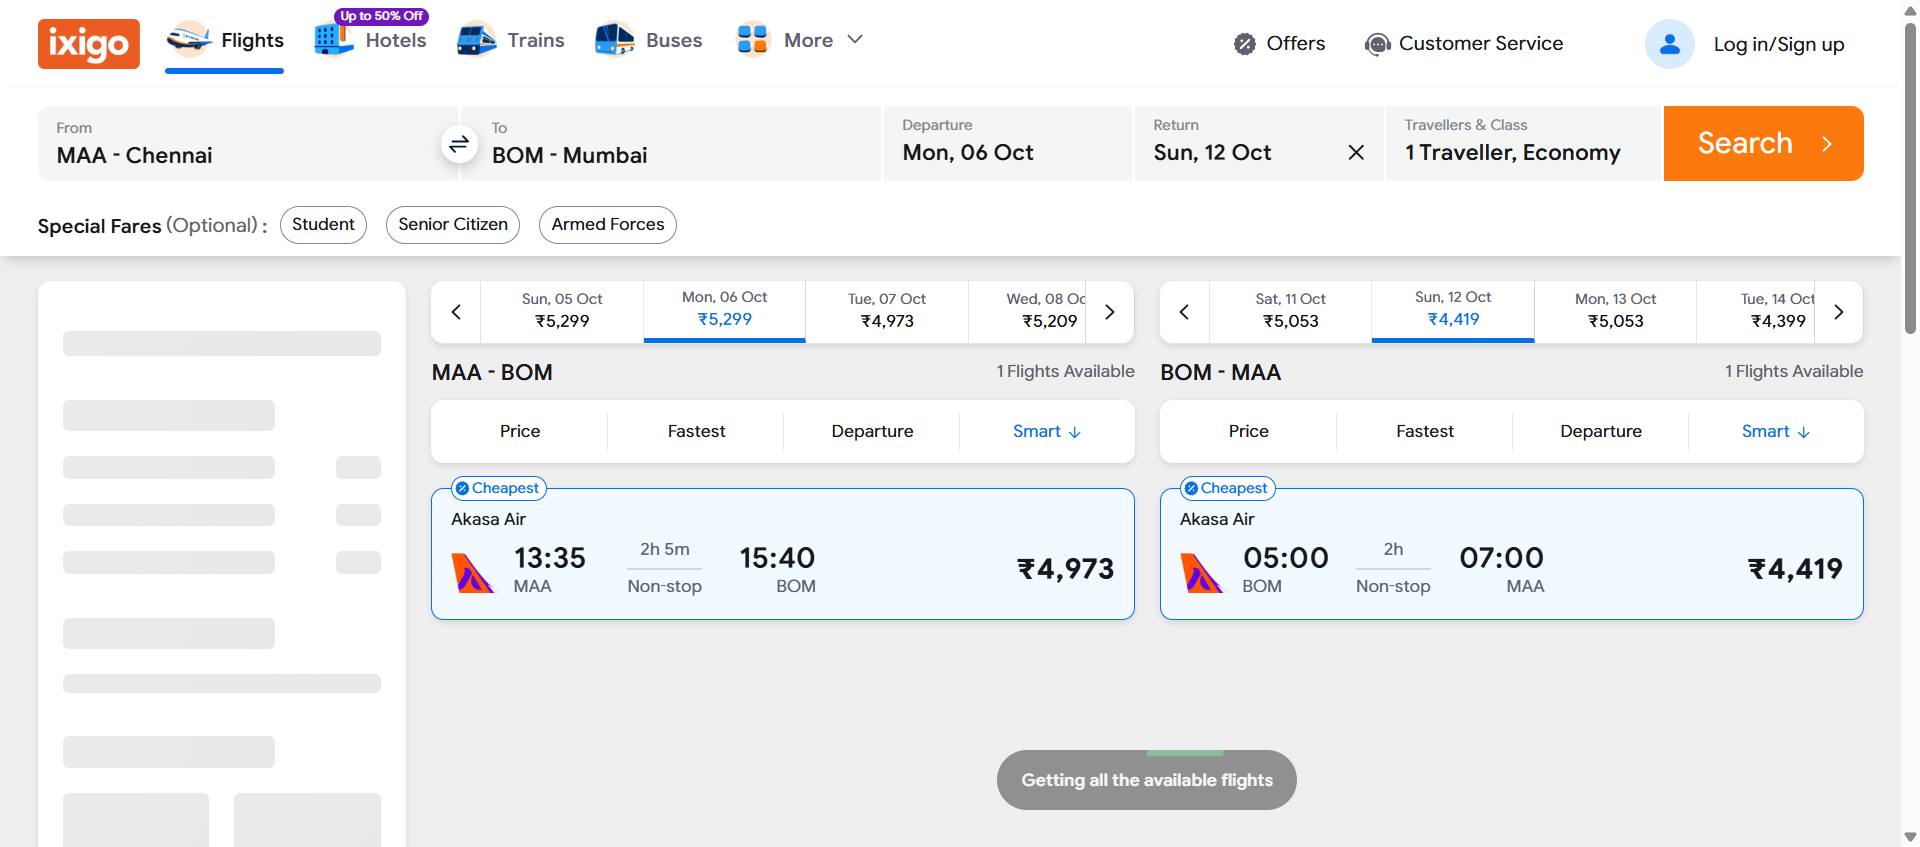 ixigo
Flights
Up to 50% Off
Hotels
Trains
Buses
More
Offers
Customer Service
Log in/Sign up
From
MAA - Chennai
To
BOM - Mumbai
Departure
Mon, 06 Oct
Return
Sun, 12 Oct
Travellers & Class
1 Traveller, Economy
Search
Special Fares (Optional) :
Student
Senior Citizen
Armed Forces
Sun, 05 Oct
₹5,299
Mon, 06 Oct
₹5,299
Tue, 07 Oct
₹4,973
Wed, 08 Oc
₹5,209
Sat, 11 Oct
₹5,053
Sun, 12 Oct
₹4,419
Mon, 13 Oct
₹5,053
Tue, 14 Oct
₹4,399
MAA - BOM
1 Flights Available
BOM - MAA
1 Flights Available
Price
Fastest
Departure
Smart
Price
Fastest
Departure
Smart
Cheapest
Akasa Air
13:35
MAA
2h 5m
Non-stop
15:40
BOM
₹4,973
Cheapest
Akasa Air
05:00
BOM
2h
Non-stop
07:00
MAA
₹4,419
Getting all the available flights